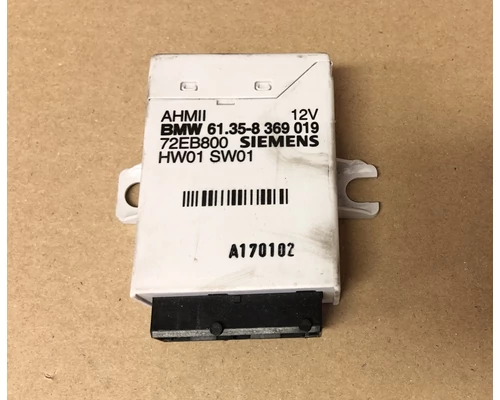 AHMII 12V
BMW 61.35-8 369 019
72EB800 SIEMENS
HW01 SW01
A170102